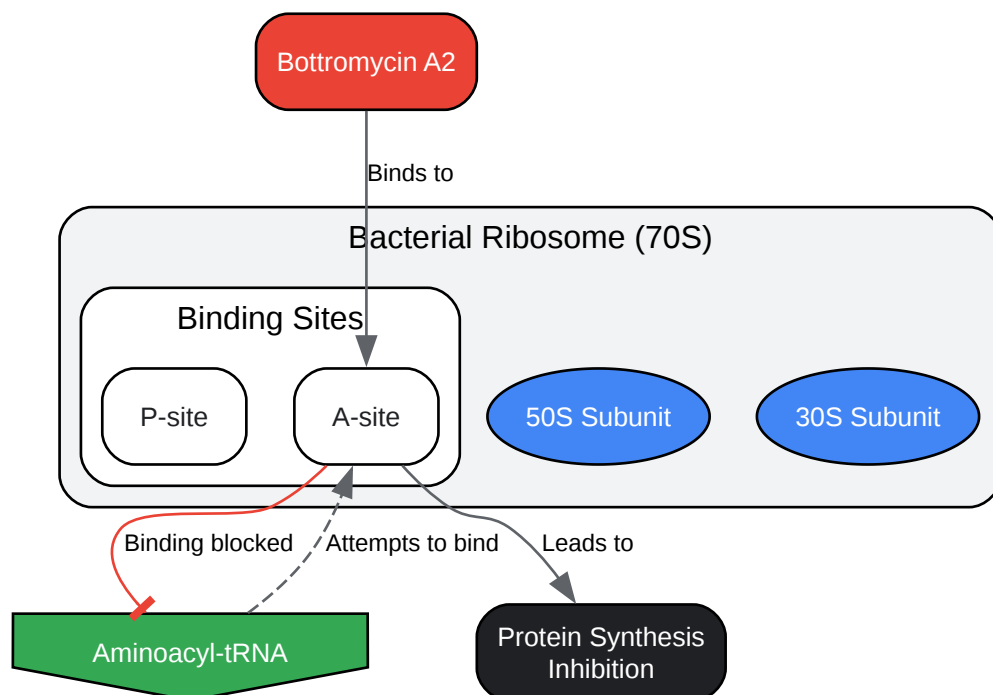 Bottromycin A2
Binds to
Bacterial Ribosome (70S)
Binding Sites
P-site
A-site
50S Subunit
30S Subunit
Binding blocked
Attempts to bind
Leads to
Aminoacyl-tRNA
Protein Synthesis
Inhibition